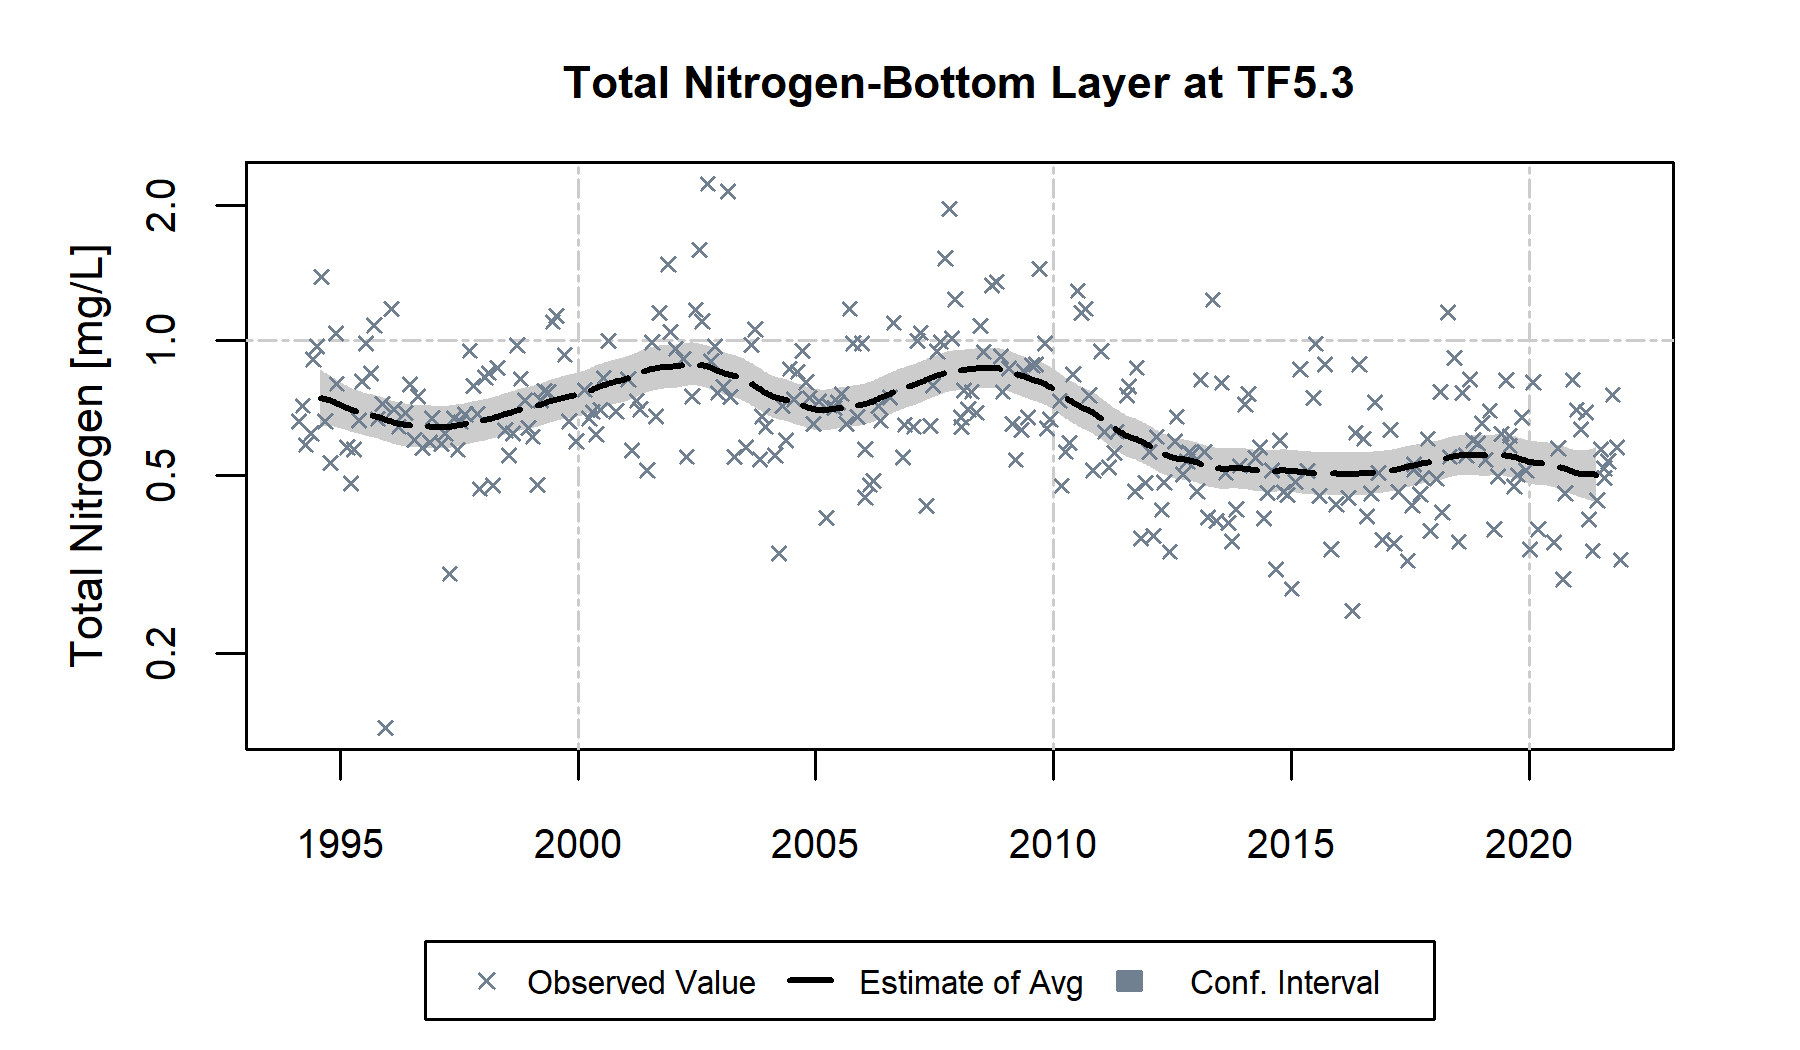 Total Nitrogen-Bottom Layer at TF5.3
Total Nitrogen [mg/L]
2.0
1.0
0.5
0.2
1995 2000 2005 2010 2015 2020
Observed Value Estimate of Avg Conf. Interval